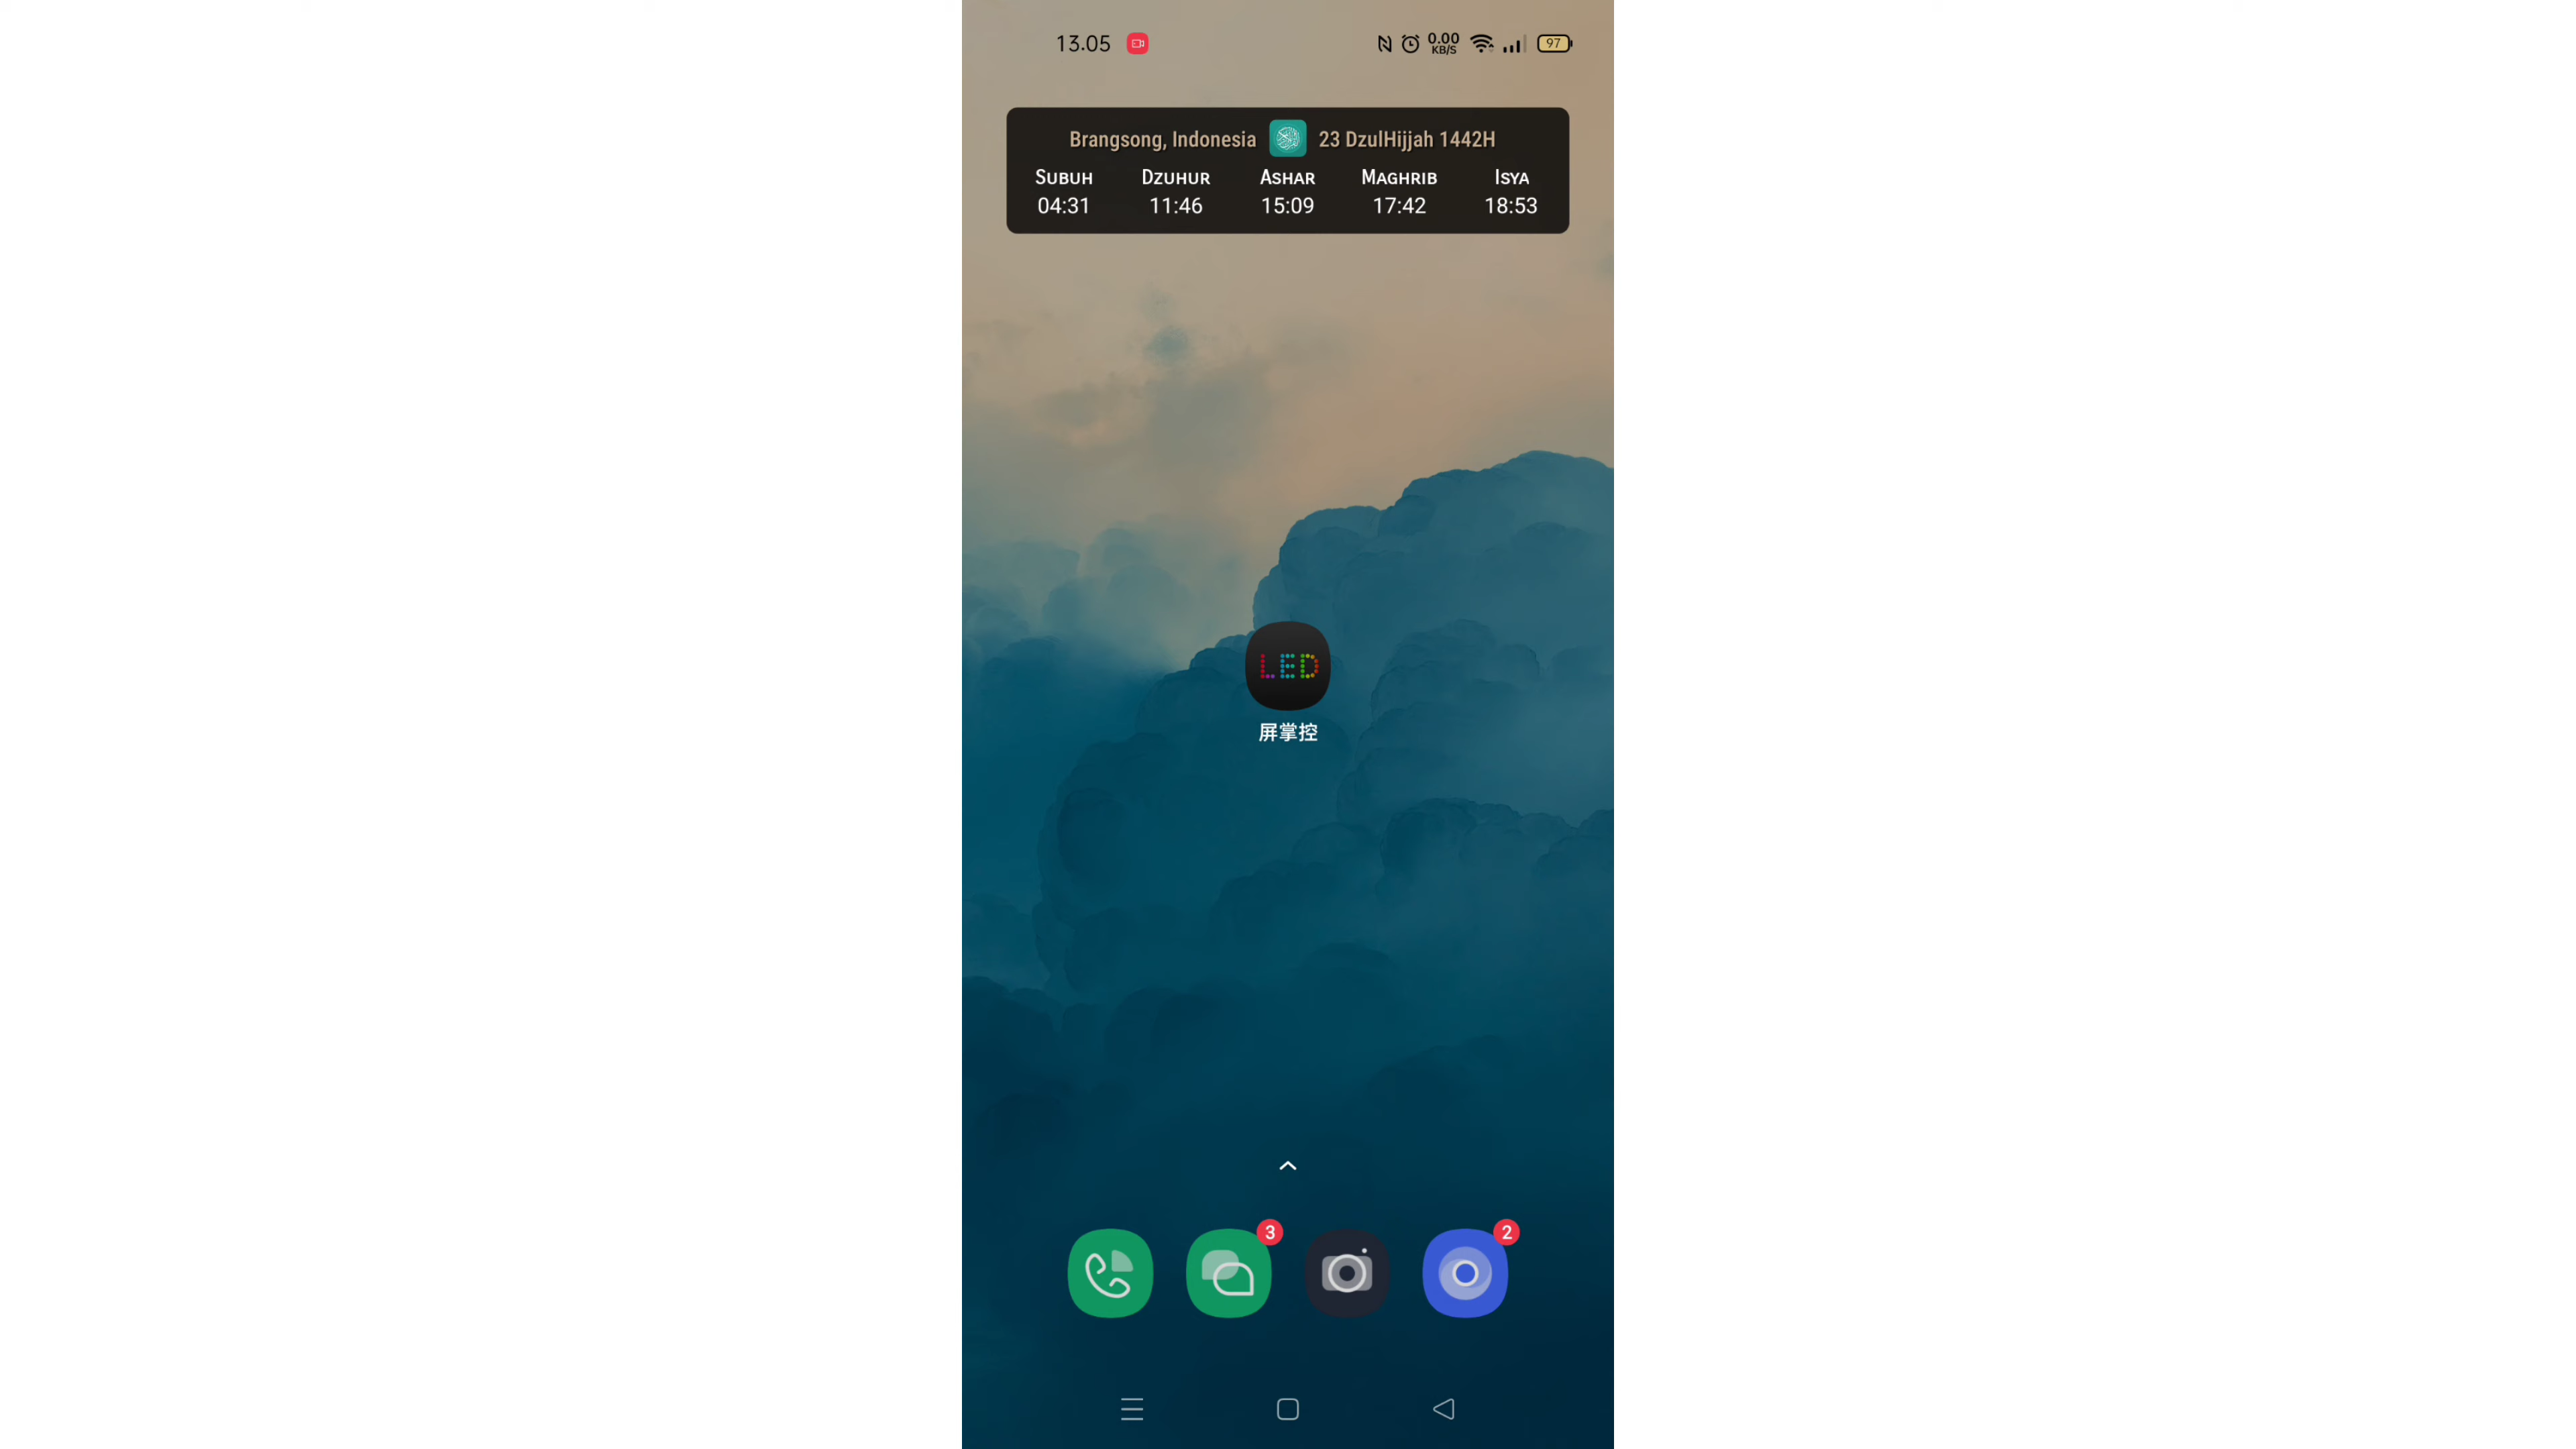 13.05 0.00 KB/S 97
Brangsong, Indonesia 23 DzulHijjah 1442H
Subuh Dzuhur Ashar Maghrib Isya
04:31 11:46 15:09 17:42 18:53
LED
屏掌控
3 2